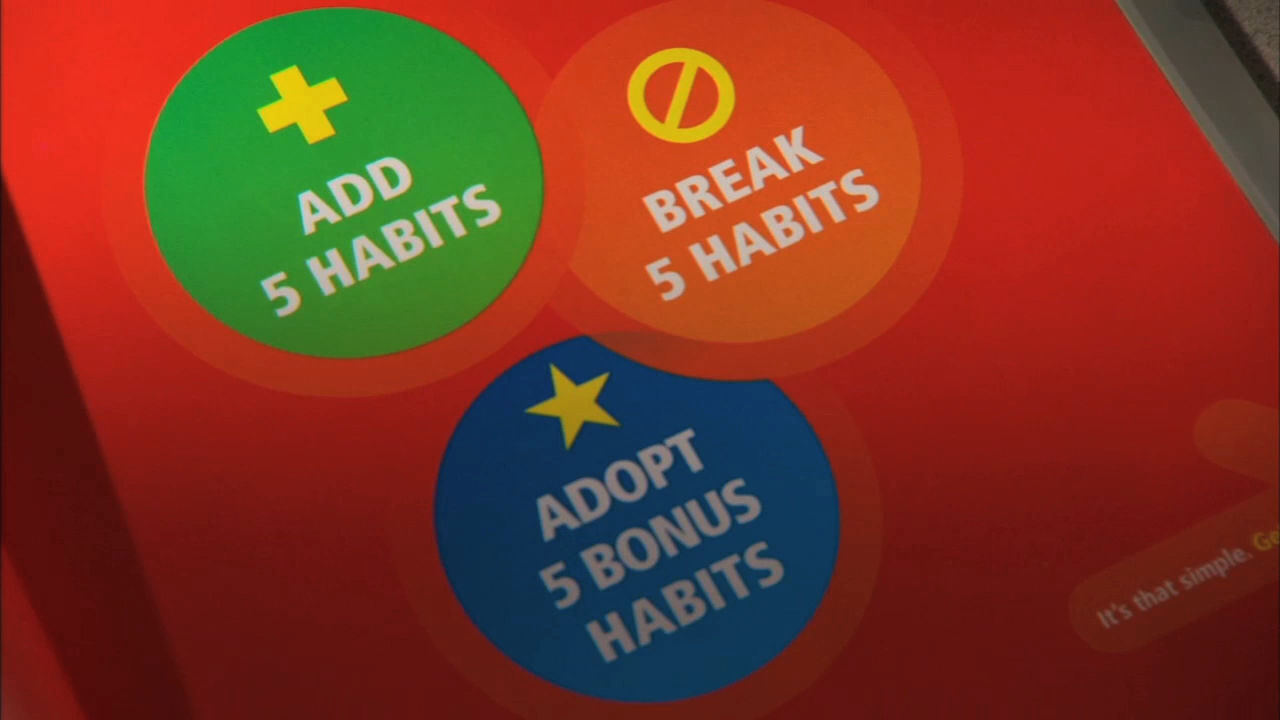 ADD
5 HABITS
BREAK
5 HABITS
ADOPT
5 BONUS
HABITS
It's that simple.